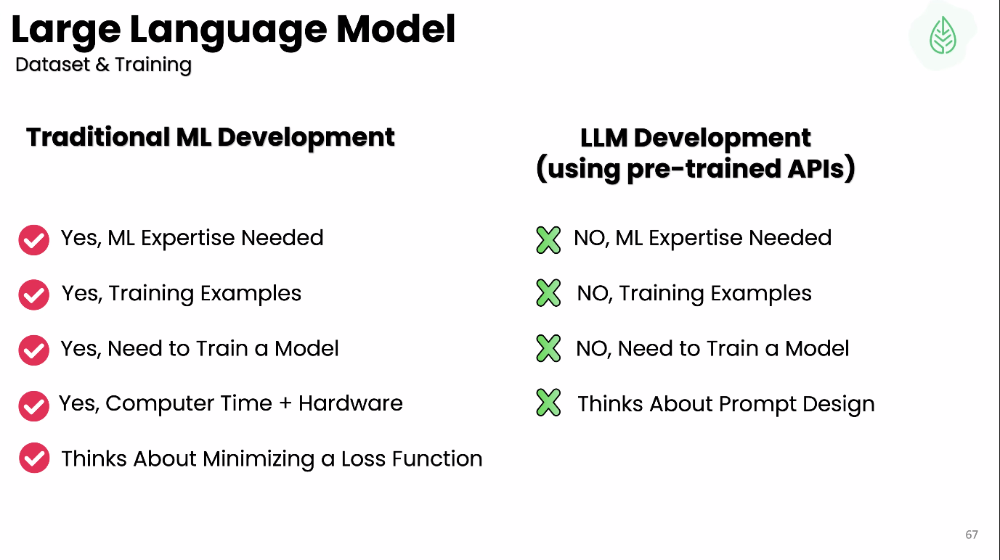 Large Language Model
Dataset & Training
Traditional ML Development
Yes, ML Expertise Needed
Yes, Training Examples
Yes, Need to Train a Model
Yes, Computer Time + Hardware
Thinks About Minimizing a Loss Function
LLM Development
(using pre-trained APIs)
NO, ML Expertise Needed
NO, Training Examples
NO, Need to Train a Model
Thinks About Prompt Design
67